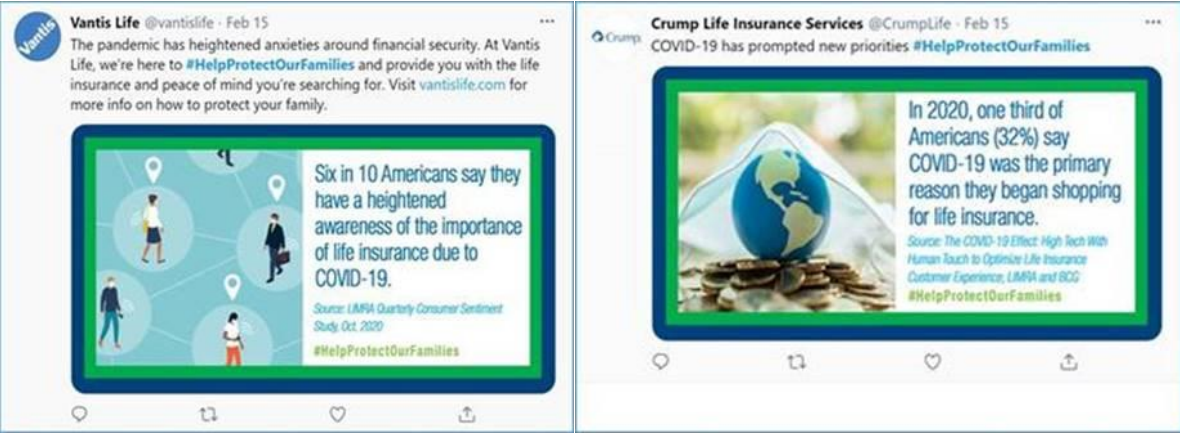 Vantis
Vantis Life @vantislife · Feb 15
The pandemic has heightened anxieties around financial security. At Vantis
Life, we're here to #HelpProtectOurFamilies and provide you with the life
insurance and peace of mind you're searching for. Visit vantislife.com for
more info on how to protect your family.
Six in 10 Americans say they
have a heightened
awareness of the importance
of life insurance due to
COVID-19.
Source: LIMRA Quarterly Consumer Sentiment
Study, Oct. 2020
#HelpProtectOurFamilies
Crump
Crump Life Insurance Services @CrumpLife · Feb 15
COVID-19 has prompted new priorities #HelpProtectOurFamilies
In 2020, one third of
Americans (32%) say
COVID-19 was the primary
reason they began shopping
for life insurance.
Source: The COVID-19 Effect: High Tech With
Human Touch to Optimize Life Insurance
Customer Experience, LIMRA and BCG
#HelpProtectOurFamilies